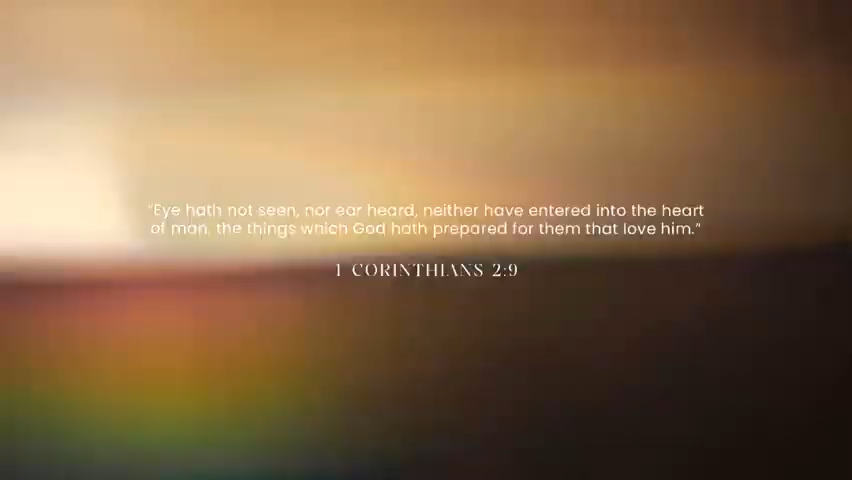 “Eye hath not seen, nor ear heard, neither have entered into the heart
of man, the things which God hath prepared for them that love him.”
1 CORINTHIANS 2:9